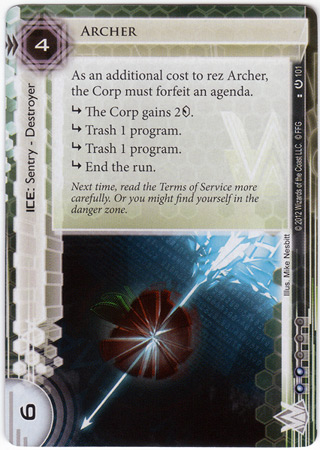 4
ARCHER
As an additional cost to rez Archer,
the Corp must forfeit an agenda.
↳ The Corp gains 2.
↳ Trash 1 program.
↳ Trash 1 program.
↳ End the run.
Next time, read the Terms of Service more
carefully. Or you might find yourself in the
danger zone.
ICE: Sentry - Destroyer
101
© 2012 Wizards of the Coast LLC. © FFG
Illus. Mike Nesbitt
6